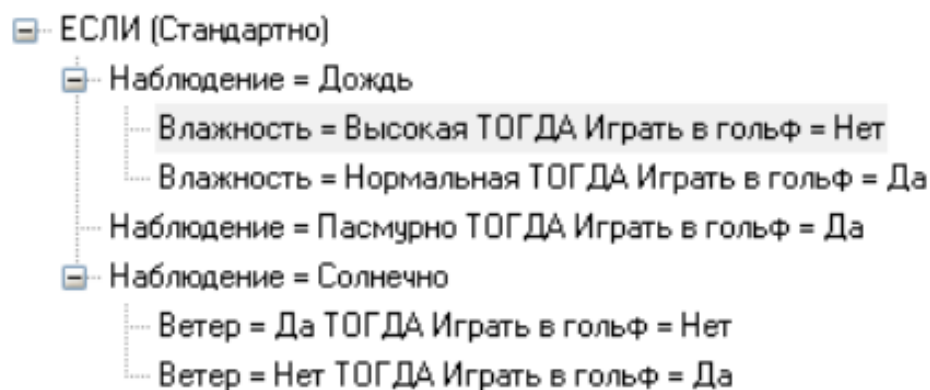 ЕСЛИ (Стандартно)
Наблюдение = Дождь
Влажность = Высокая ТОГДА Играть в гольф = Нет
Влажность = Нормальная ТОГДА Играть в гольф = Да
Наблюдение = Пасмурно ТОГДА Играть в гольф = Да
Наблюдение = Солнечно
Ветер = Да ТОГДА Играть в гольф = Нет
Ветер = Нет ТОГДА Играть в гольф = Да